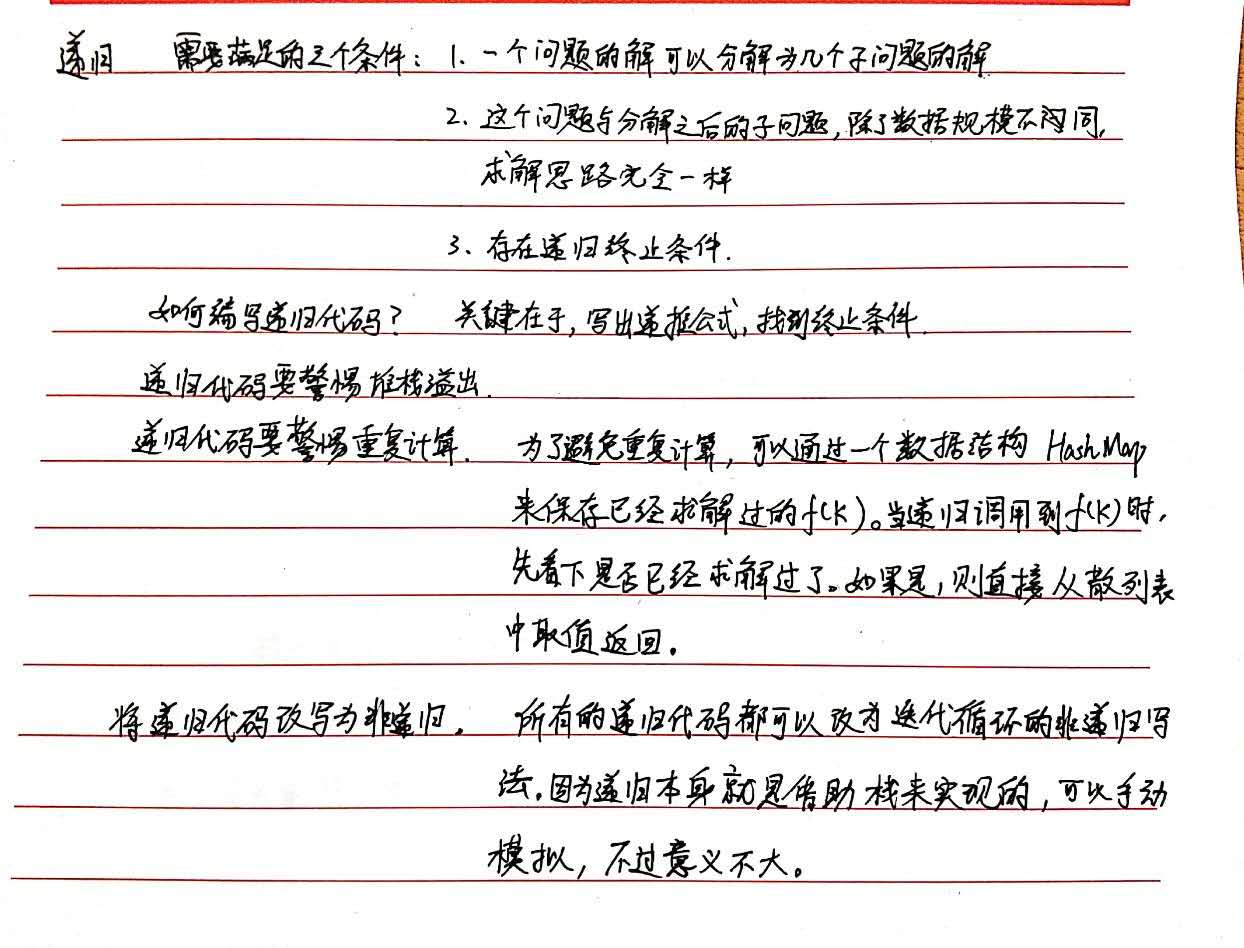 递归 需要满足的三个条件：1、一个问题的解可以分解为几个子问题的解
2、这个问题与分解之后的子问题，除了数据规模不同，
求解思路完全一样
3、存在递归终止条件.
如何编写递归代码？ 关键在于，写出递推公式，找到终止条件.
递归代码要警惕堆栈溢出.
递归代码要警惕重复计算. 为了避免重复计算，可以通过一个数据结构 HashMap
来保存已经求解过的f(k)。当递归调用到f(k)时，
先看下是否已经求解过了。如果是，则直接从散列表
中取值返回。
将递归代码改写为非递归。 所有的递归代码都可以改为迭代循环的非递归写
法。因为递归本身就是借助栈来实现的，可以手动
模拟，不过意义不大。